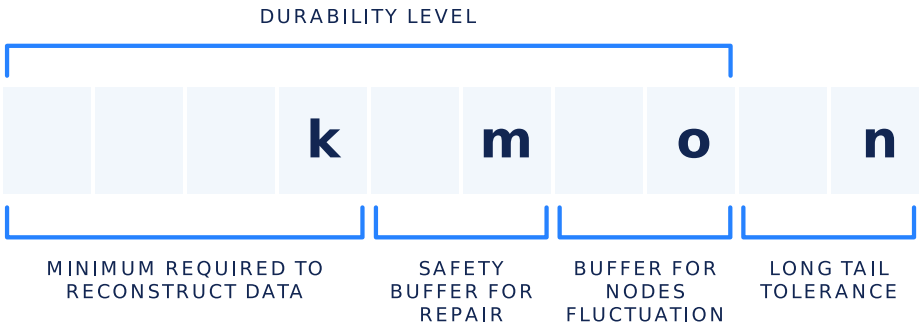 DURABILITY LEVEL
k m o n
MINIMUM REQUIRED TO
RECONSTRUCT DATA
SAFETY
BUFFER FOR
REPAIR
BUFFER FOR
NODES
FLUCTUATION
LONG TAIL
TOLERANCE